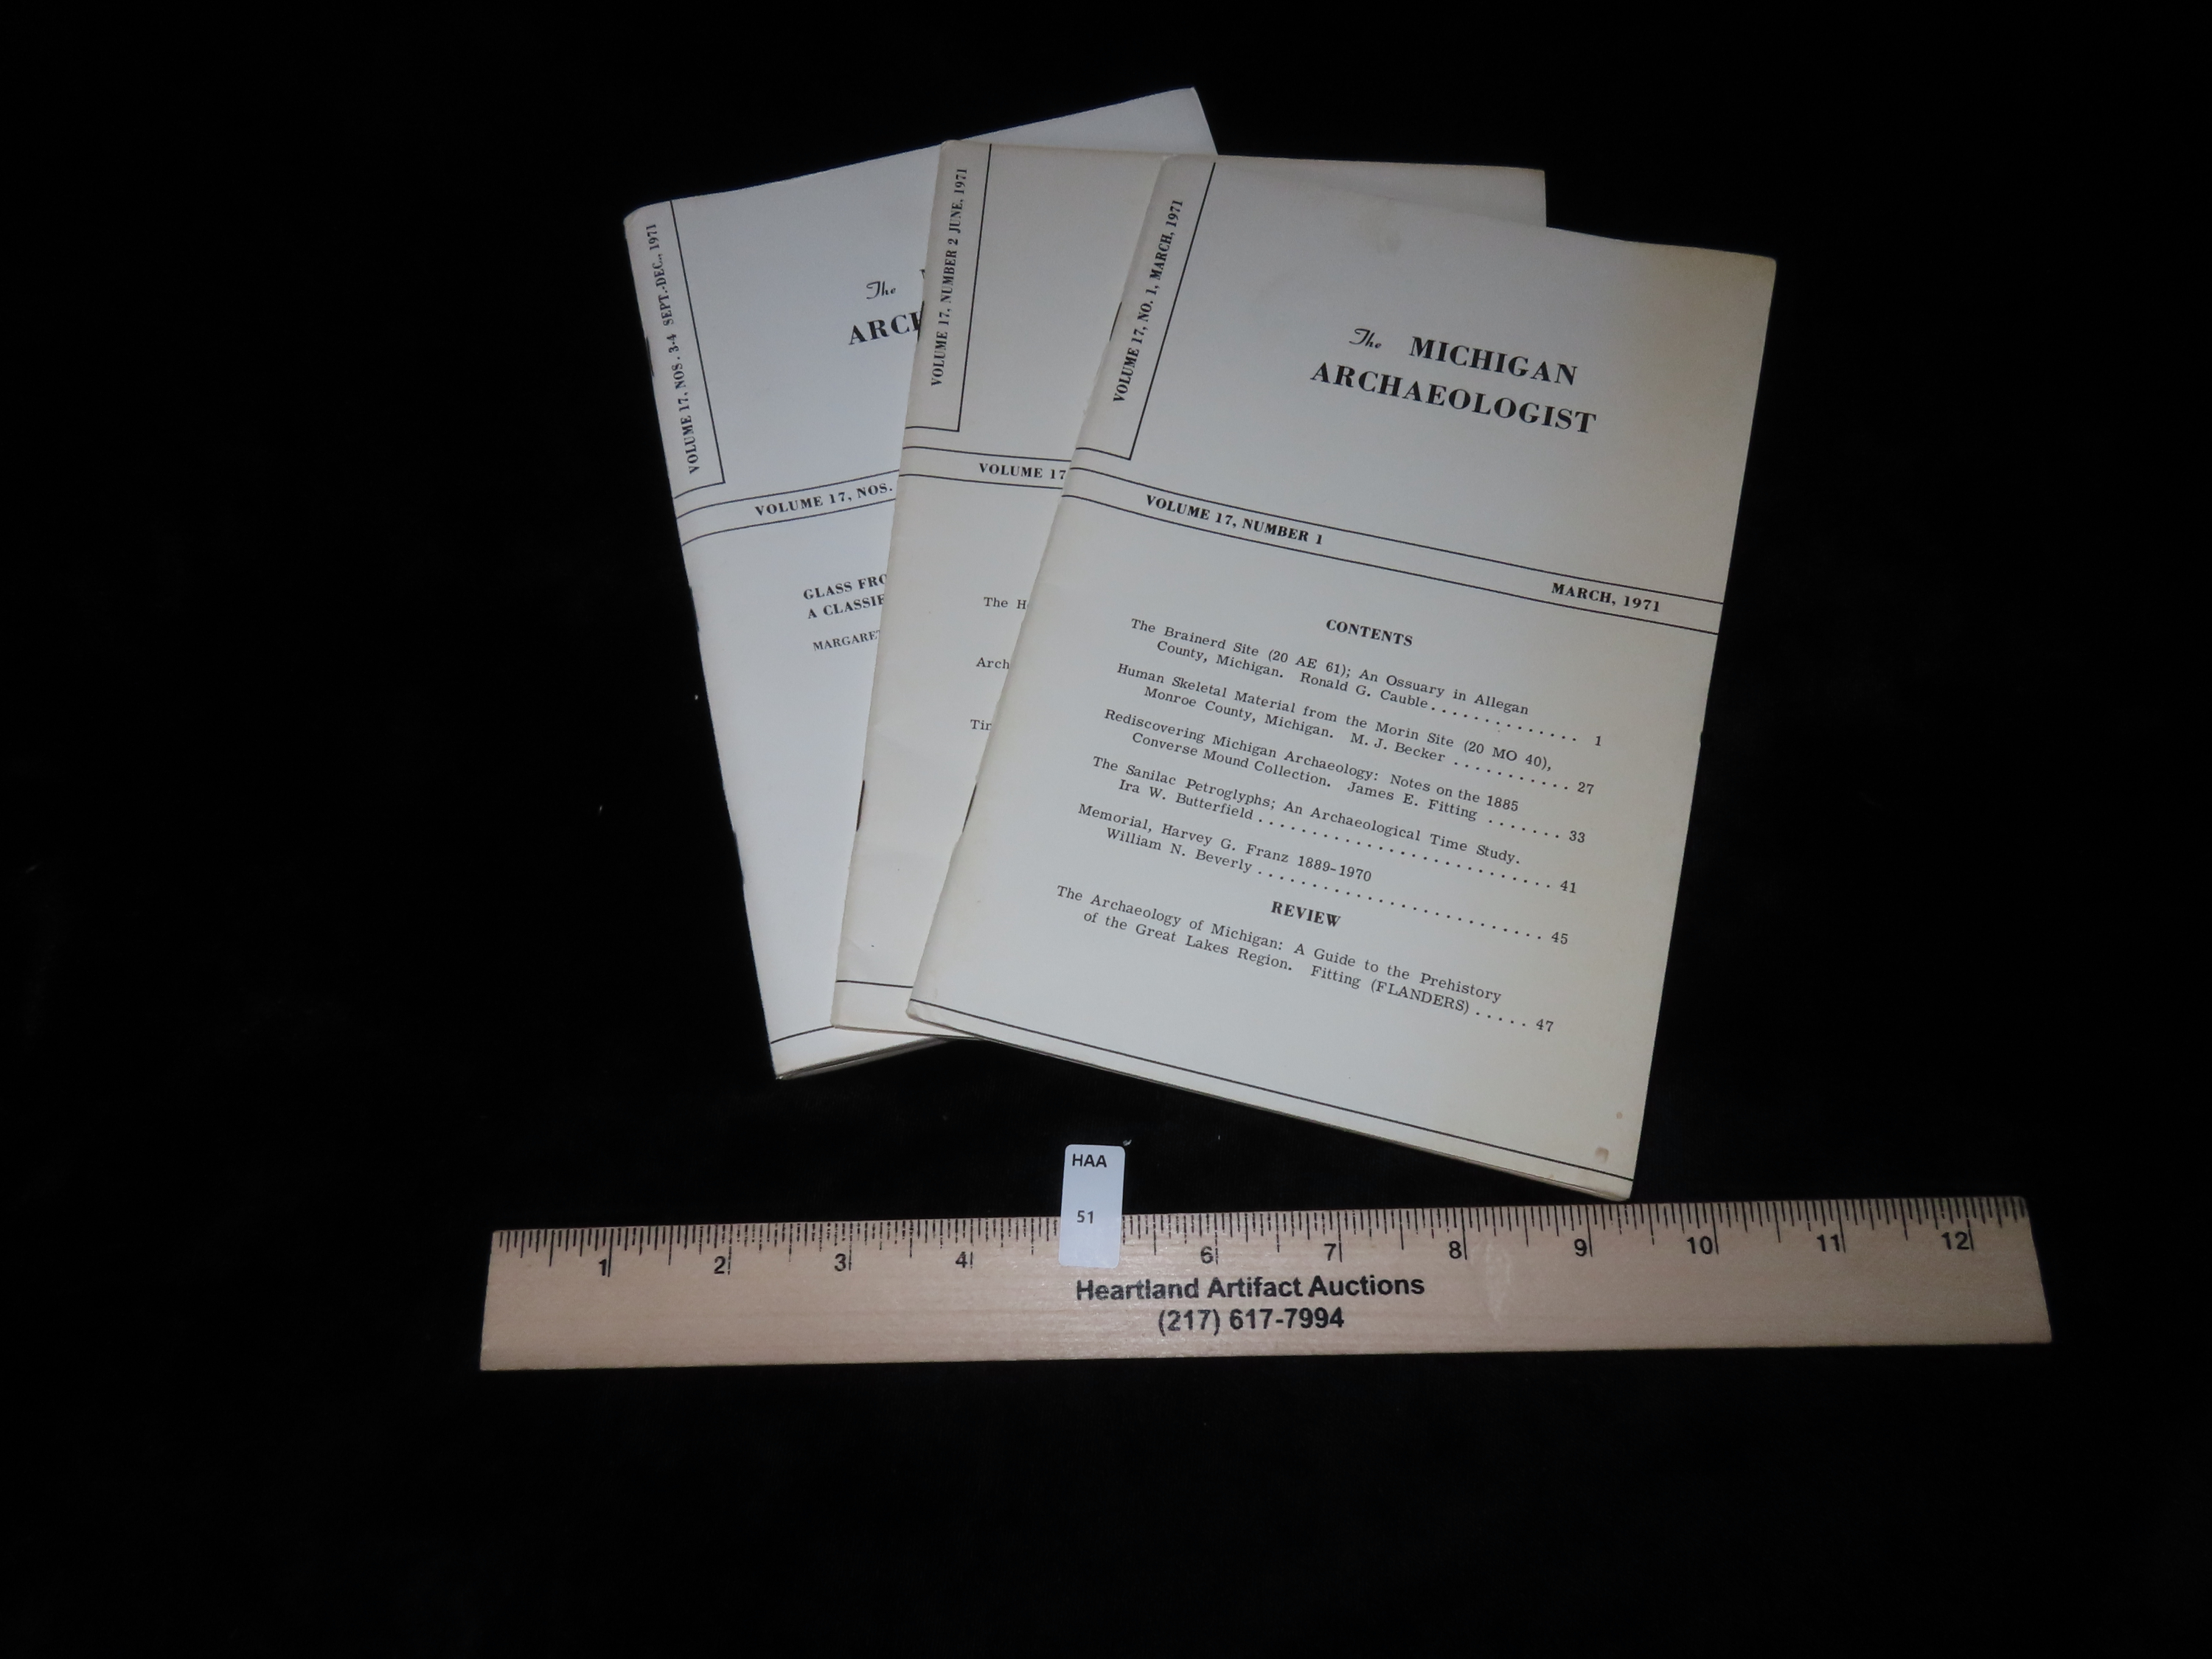 VOLUME 17, NOS. 3-4 SEPT.-DEC., 1971
The
VOLUME 17, NOS.
GLASS
A
MARGARET
VOLUME 17, NUMBER 2 JUNE, 1971
VOLUME 17
The
VOLUME 17, NO. 1, MARCH, 1971
The MICHIGAN
ARCHAEOLOGIST
VOLUME 17, NUMBER 1
MARCH, 1971
CONTENTS
The Brainerd Site (20 AE 61); An Ossuary in Allegan
County, Michigan. Ronald G. Cauble.............. 1
Human Skeletal Material from the Morin Site (20 MO 40),
Monroe County, Michigan. M. J. Becker ........... 27
Rediscovering Michigan Archaeology: Notes on the 1885
Converse Mound Collection. James E. Fitting ....... 33
The Sanilac Petroglyphs; An Archaeological Time Study.
Ira W. Butterfield ........................... 41
Memorial, Harvey G. Franz 1889-1970
William N. Beverly ........................... 45
REVIEW
The Archaeology of Michigan: A Guide to the Prehistory
of the Great Lakes Region. Fitting (FLANDERS) ..... 47
HAA
51
1 2 3 4 6 7 8 9 10 11 12
Heartland Artifact Auctions
(217) 617-7994